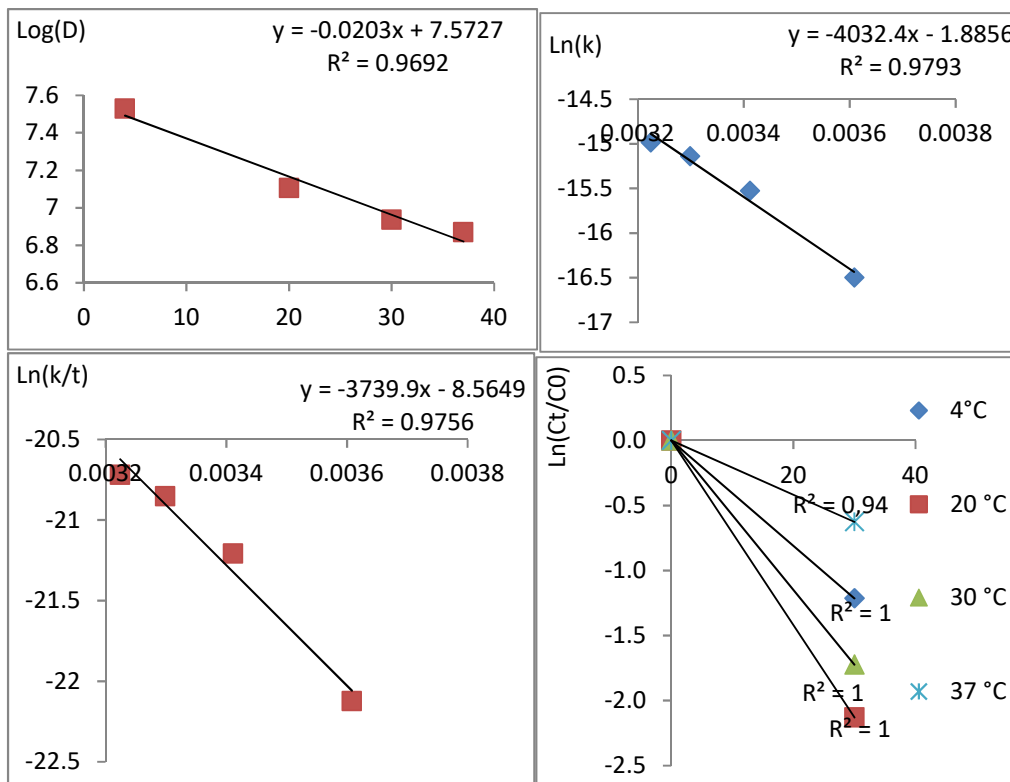 Log(D)
y = -0.0203x + 7.5727
R² = 0.9692
7.6
7.4
7.2
7
6.8
6.6
0 10 20 30 40
Ln(k)
y = -4032.4x - 1.8856
R² = 0.9793
-14.5
0.0032 0.0034 0.0036 0.0038
-15
-15.5
-16
-16.5
-17
Ln(k/t)
y = -3739.9x - 8.5649
R² = 0.9756
-20.5
0.0032 0.0034 0.0036 0.0038
-21
-21.5
-22
-22.5
Ln(Ct/C0)
0.5
0.0
0 20 40
-0.5
-1.0
-1.5
-2.0
-2.5
R² = 0,94
R² = 1
R² = 1
R² = 1
4°C
20 °C
30 °C
37 °C